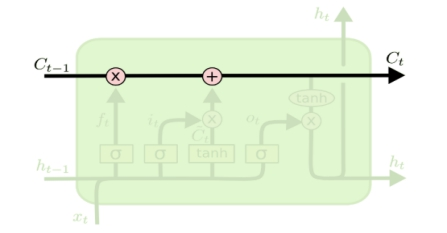 h_t
C_{t-1} x + C_t
tanh
f_t i_t C̃_t o_t x x
σ σ tanh σ
h_{t-1} h_t
x_t